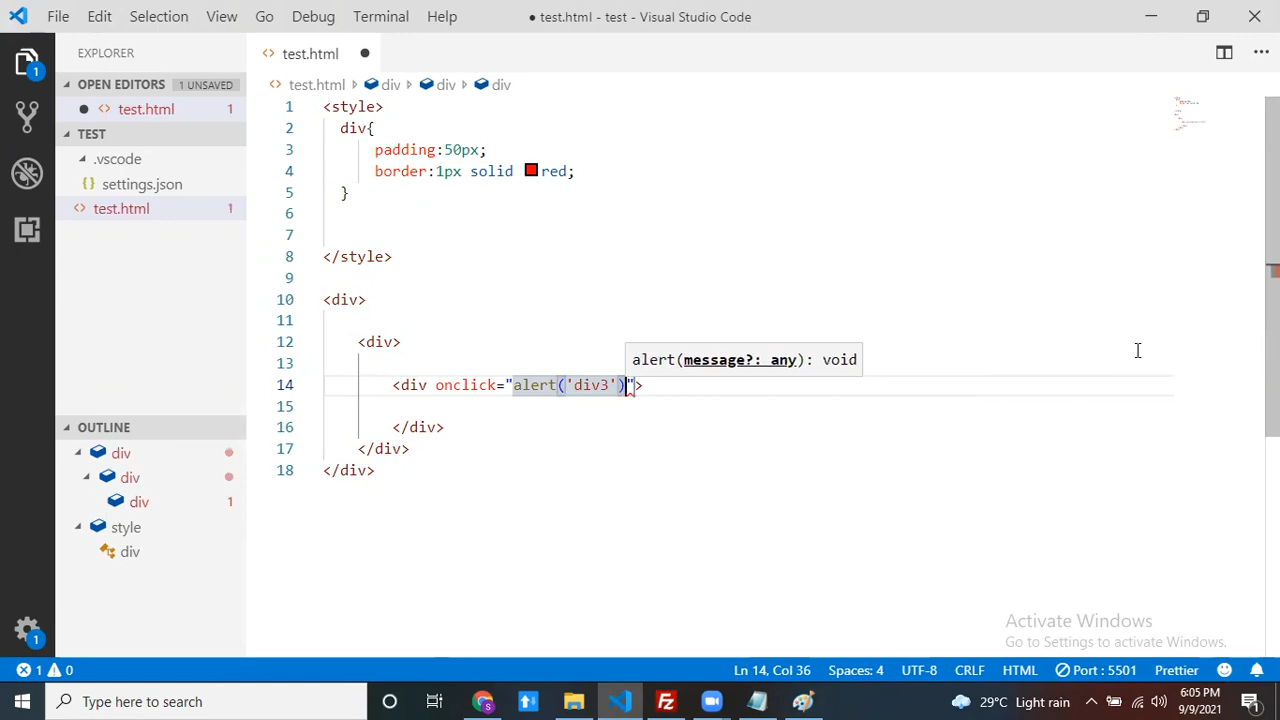 File Edit Selection View Go Debug Terminal Help
● test.html - test - Visual Studio Code
EXPLORER
OPEN EDITORS 1 UNSAVED
● <> test.html 1
TEST
.vscode
settings.json
<> test.html 1
OUTLINE
div
div
div 1
style
div
<> test.html ●
<> test.html > div > div > div
1 <style>
2 div{
3 padding:50px;
4 border:1px solid red;
5 }
6
7
8 </style>
9
10 <div>
11
12 <div>
13
alert(message?: any): void
14 <div onclick="alert('div3')">
15
16 </div>
17 </div>
18 </div>
Activate Windows
Go to Settings to activate Windows.
1 0 Ln 14, Col 36 Spaces: 4 UTF-8 CRLF HTML Port : 5501 Prettier
Type here to search
29°C Light rain
6:05 PM
9/9/2021
1